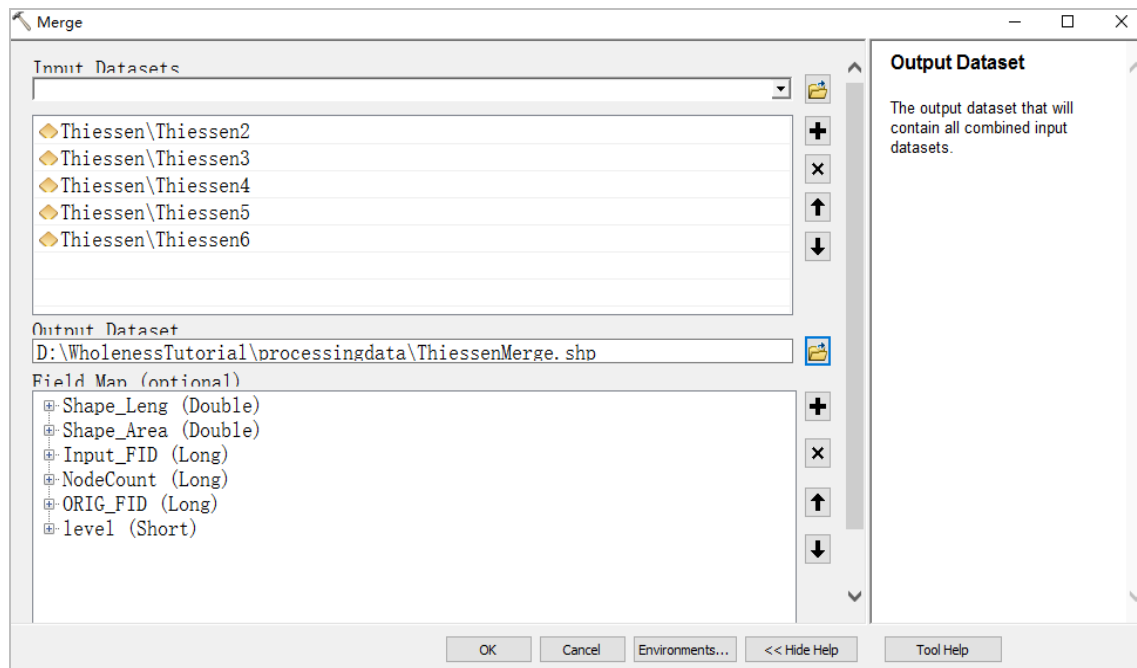 Merge
Input Datasets
Thiessen\Thiessen2
Thiessen\Thiessen3
Thiessen\Thiessen4
Thiessen\Thiessen5
Thiessen\Thiessen6
Output Dataset
D:\WholenessTutorial\processingdata\ThiessenMerge.shp
Field Map (optional)
Shape_Leng (Double)
Shape_Area (Double)
Input_FID (Long)
NodeCount (Long)
ORIG_FID (Long)
level (Short)
OK
Cancel
Environments...
<< Hide Help
Output Dataset
The output dataset that will
contain all combined input
datasets.
Tool Help